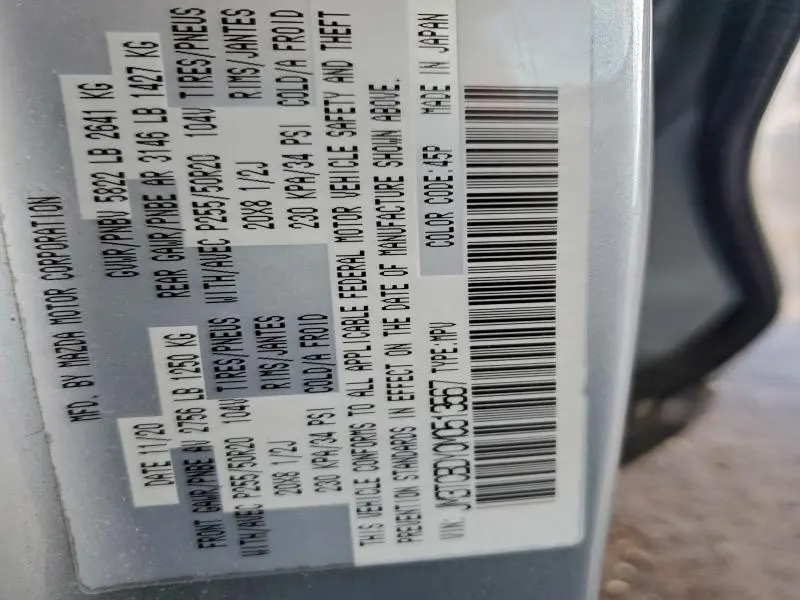 MFD. BY MAZDA MOTOR CORPORATION
DATE 11/20 GVWR/PNBV 5822 LB 2641 KG
FRONT GAWR/PNBE AV 2756 LB 1250 KG REAR GAWR/PNBE AR 3146 LB 1427 KG
WITH/AVEC P255/50R20 104V TIRES/PNEUS WITH/AVEC P255/50R20 104V TIRES/PNEUS
20X8 1/2J RIMS/JANTES 20X8 1/2J RIMS/JANTES
230 KPA/34 PSI COLD/A FROID 230 KPA/34 PSI COLD/A FROID
THIS VEHICLE CONFORMS TO ALL APPLICABLE FEDERAL MOTOR VEHICLE SAFETY AND THEFT
PREVENTION STANDARDS IN EFFECT ON THE DATE OF MANUFACTURE SHOWN ABOVE.
VIN: JM3TCBDY0M0513567 TYPE:MPV COLOR CODE:45P MADE IN JAPAN